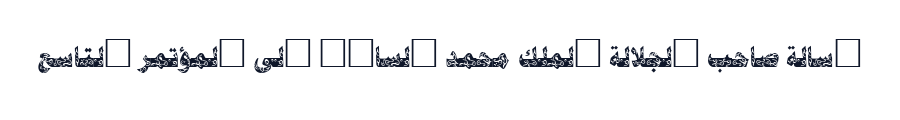 □سالة صاحب □لجلالة □لملك محمد □لسا□□ □لى □لمؤتمر □لتاسع